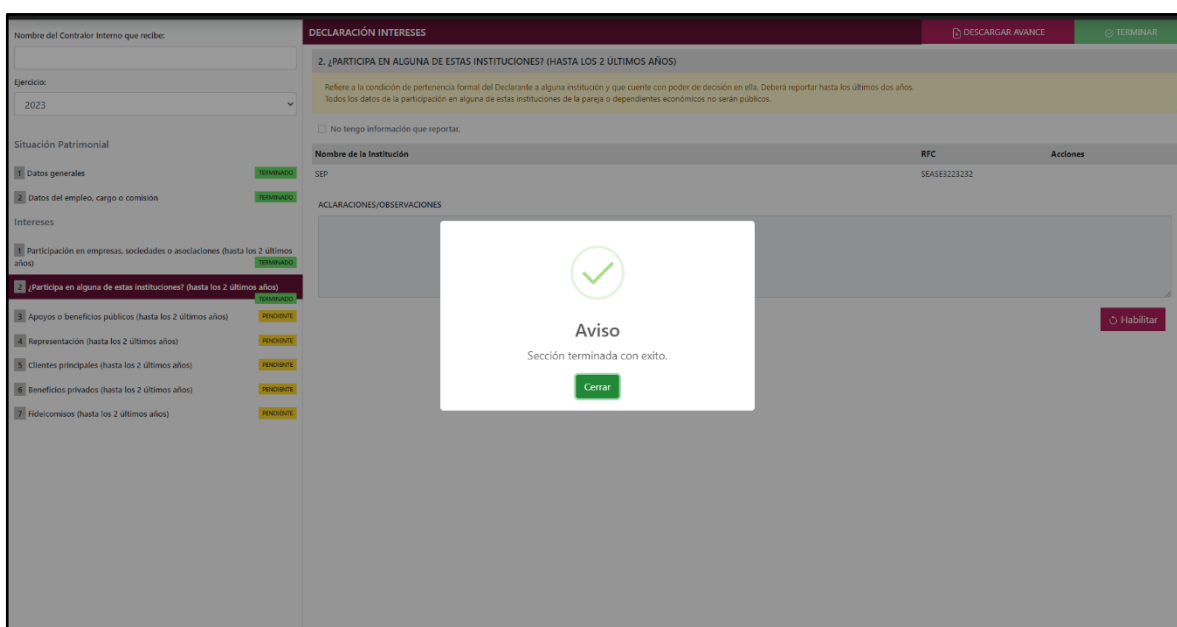 Nombre del Contralor Interno que recibe:
Ejercicio:
2023
Situación Patrimonial
1 Datos generales
TERMINADO
2 Datos del empleo, cargo o comisión
TERMINADO
Intereses
1 Participación en empresas, sociedades o asociaciones (hasta los 2 últimos
años)
TERMINADO
2 ¿Participa en alguna de estas instituciones? (hasta los 2 últimos años)
TERMINADO
3 Apoyos o beneficios públicos (hasta los 2 últimos años)
PENDIENTE
4 Representación (hasta los 2 últimos años)
PENDIENTE
5 Clientes principales (hasta los 2 últimos años)
PENDIENTE
6 Beneficios privados (hasta los 2 últimos años)
PENDIENTE
7 Fideicomisos (hasta los 2 últimos años)
PENDIENTE
DECLARACIÓN INTERESES
DESCARGAR AVANCE
TERMINAR
2. ¿PARTICIPA EN ALGUNA DE ESTAS INSTITUCIONES? (HASTA LOS 2 ÚLTIMOS AÑOS)
Refiere a la condición de pertenencia formal del Declarante a alguna institución y que cuente con poder de decisión en ella. Deberá reportar hasta los últimos dos años.
Todos los datos de la participación en alguna de estas instituciones de la pareja o dependientes económicos no serán públicos.
No tengo información que reportar.
Nombre de la Institución RFC Acciones
SEP SEASE3223232
ACLARACIONES/OBSERVACIONES
Habilitar
Aviso
Sección terminada con exito.
Cerrar